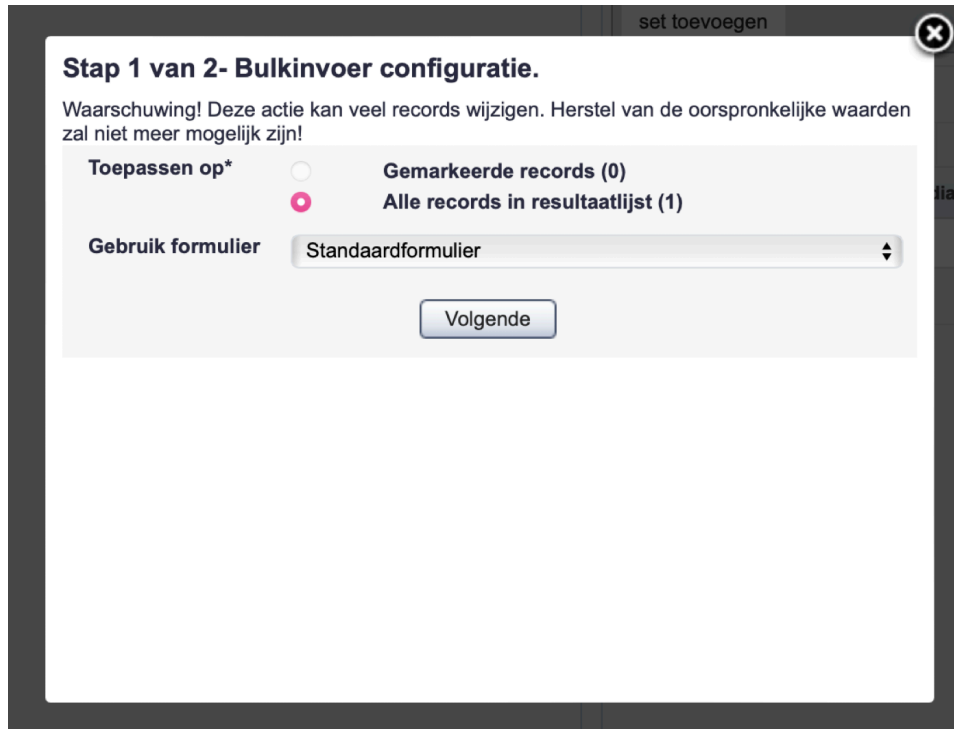 set toevoegen
Stap 1 van 2- Bulkinvoer configuratie.
Waarschuwing! Deze actie kan veel records wijzigen. Herstel van de oorspronkelijke waarden
zal niet meer mogelijk zijn!
Toepassen op*
Gemarkeerde records (0)
Alle records in resultaatlijst (1)
Gebruik formulier
Standaardformulier
Volgende